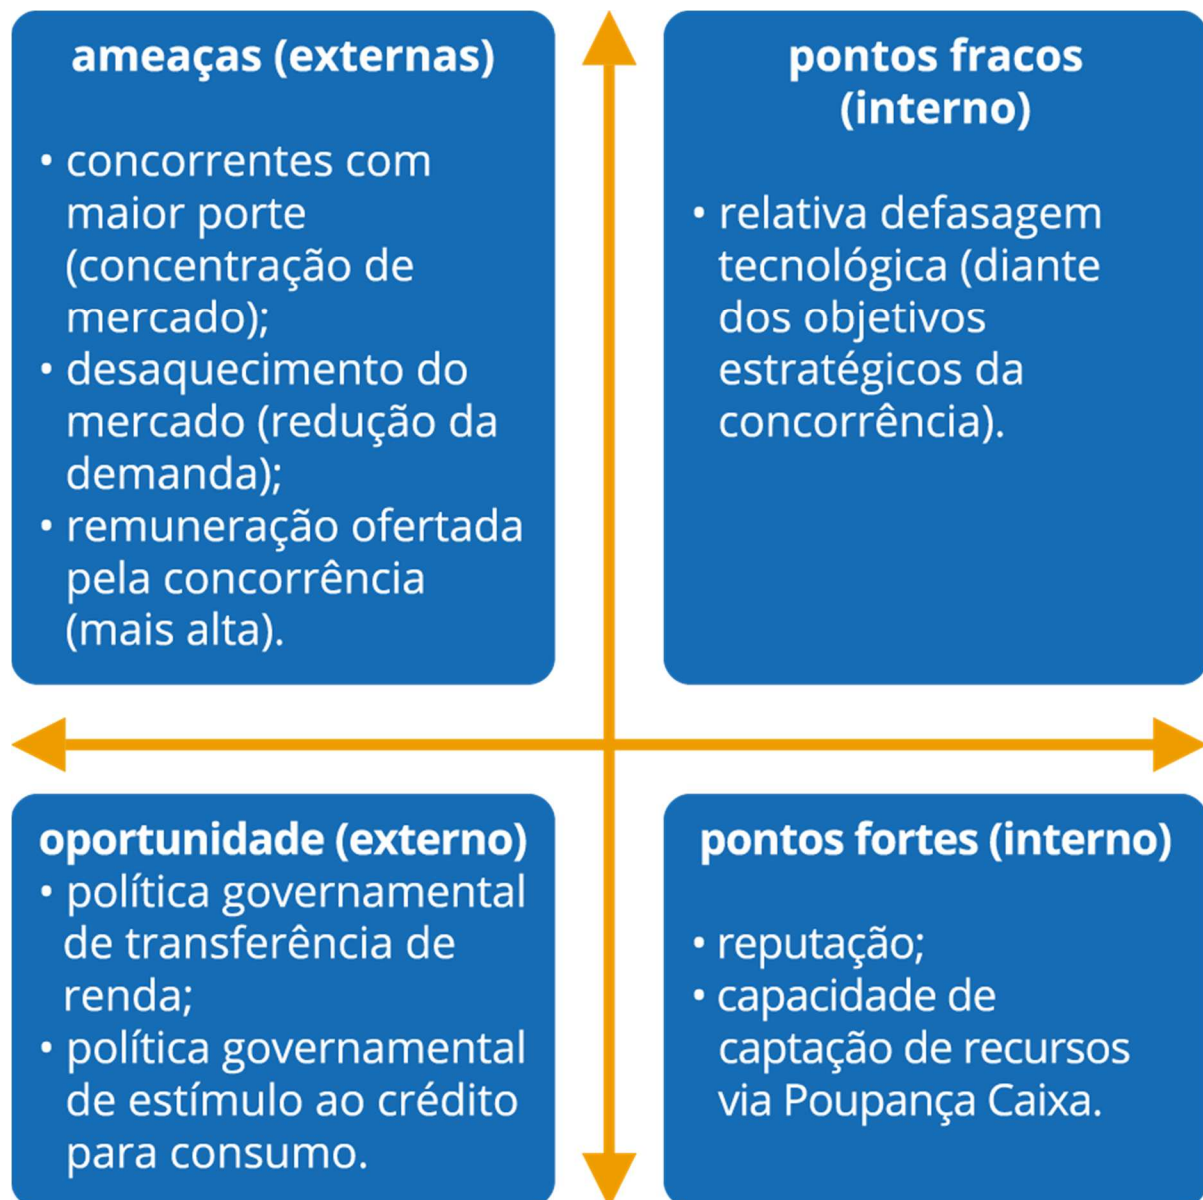 ameaças (externas)
• concorrentes com
maior porte
(concentração de
mercado);
• desaquecimento do
mercado (redução da
demanda);
• remuneração ofertada
pela concorrência
(mais alta).
pontos fracos
(interno)
• relativa defasagem
tecnológica (diante
dos objetivos
estratégicos da
concorrência).
oportunidade (externo)
• política governamental
de transferência de
renda;
• política governamental
de estímulo ao crédito
para consumo.
pontos fortes (interno)
• reputação;
• capacidade de
captação de recursos
via Poupança Caixa.